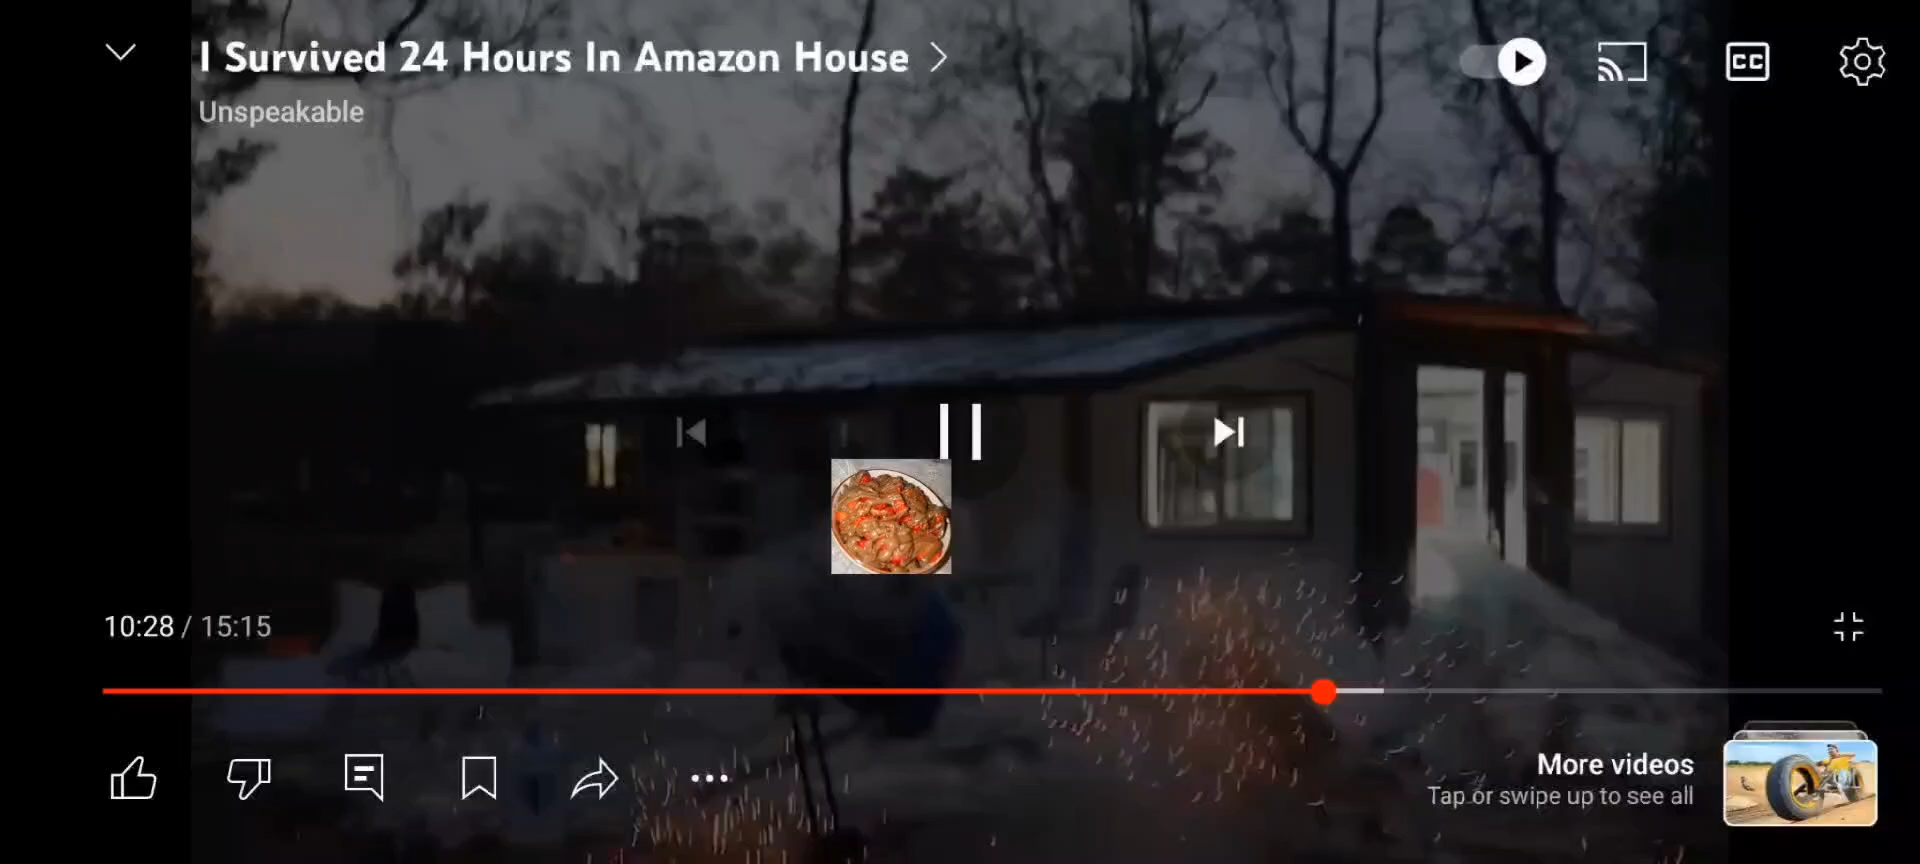 I Survived 24 Hours In Amazon House
Unspeakable
CC
10:28 / 15:15
More videos
Tap or swipe up to see all